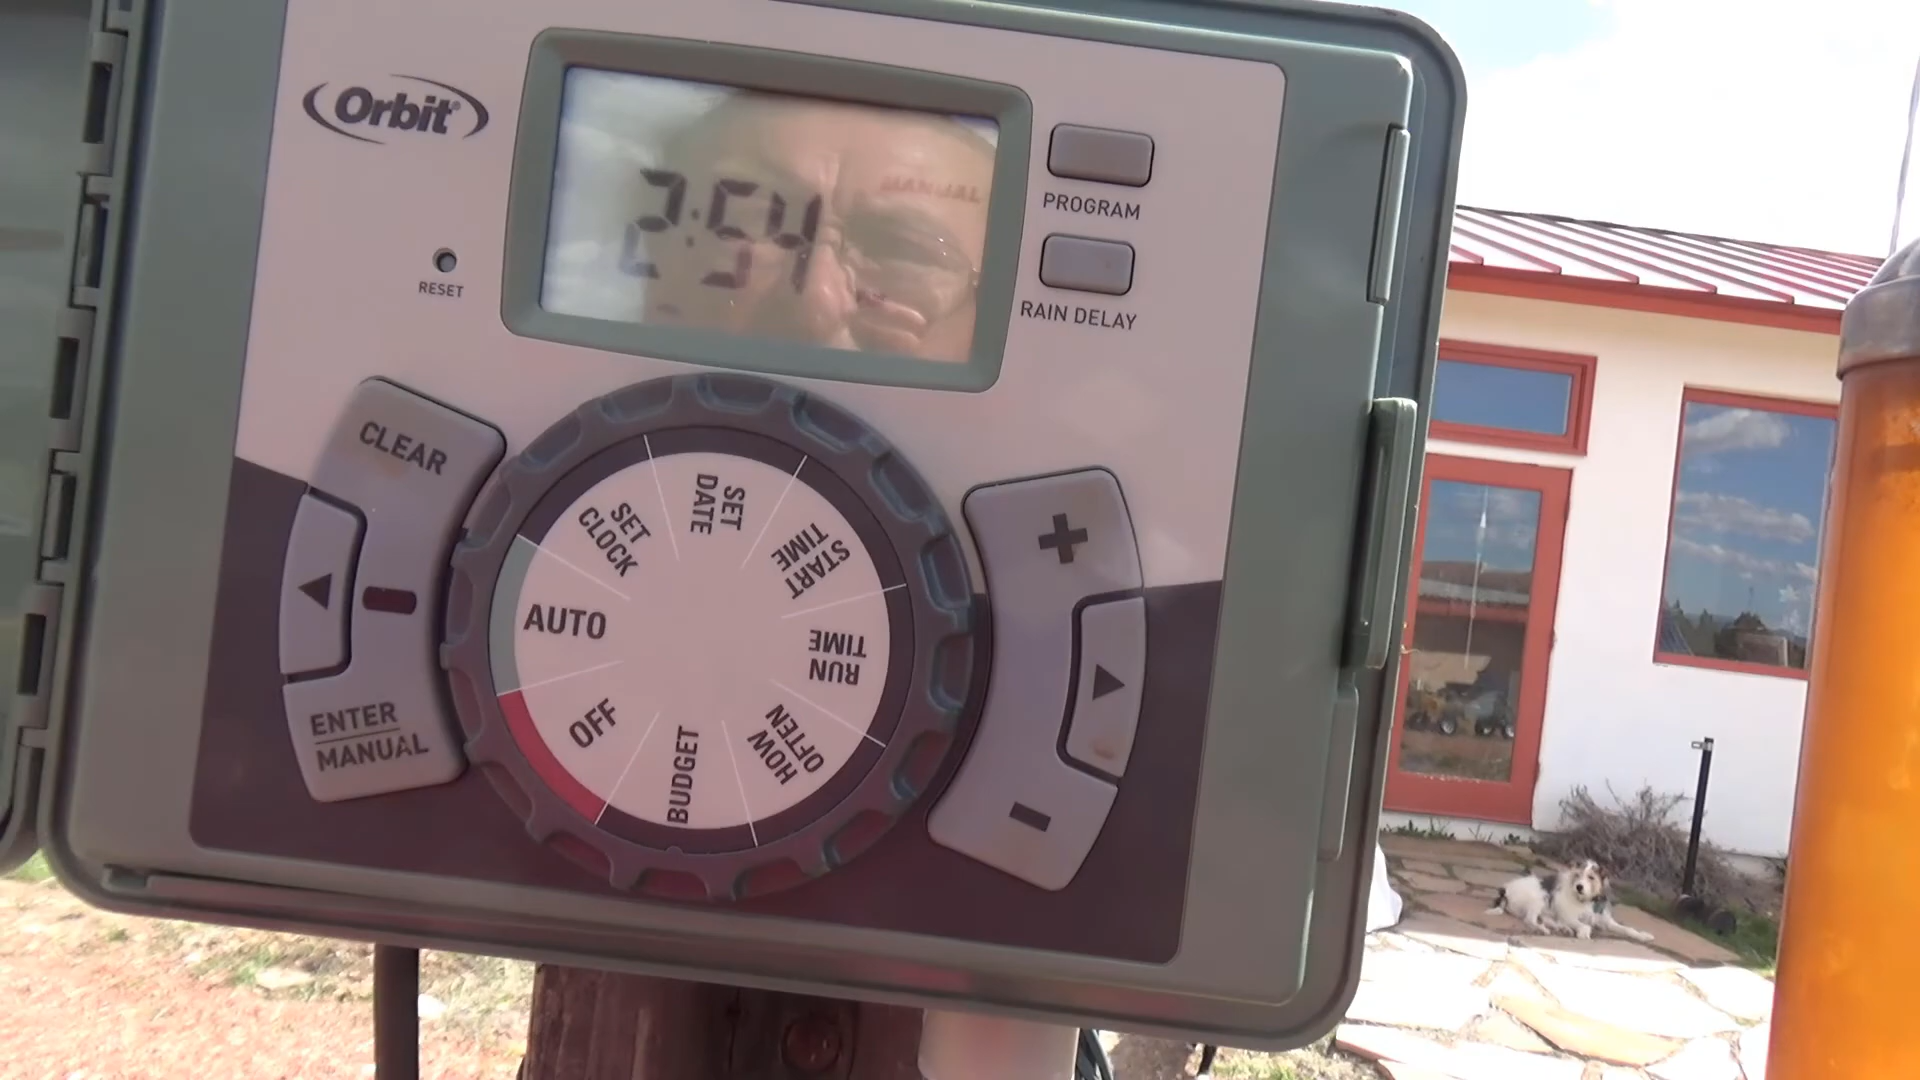 Orbit
2:54
MANUAL
PROGRAM
RAIN DELAY
RESET
CLEAR
ENTER
MANUAL
SET
CLOCK
SET
DATE
START
TIME
RUN
TIME
HOW
OFTEN
BUDGET
OFF
AUTO
+
-